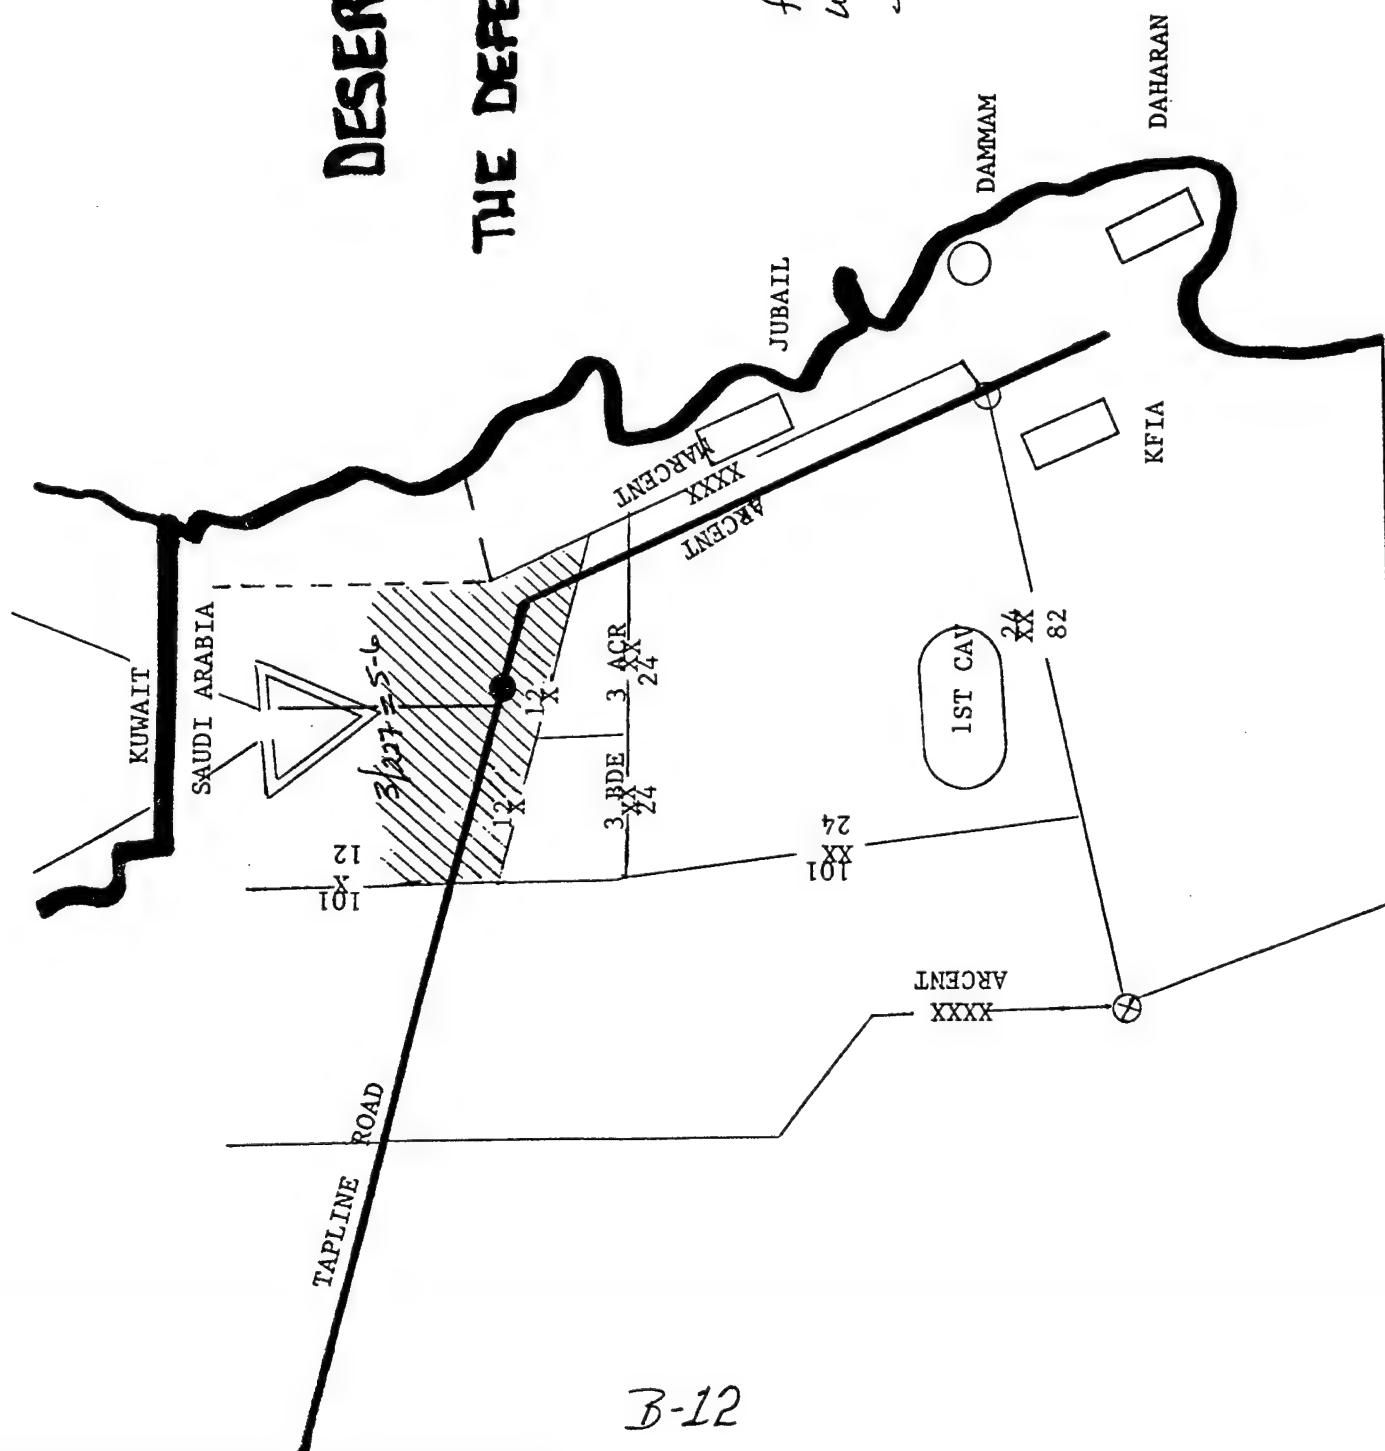 DESER
THE DEFE
KUWAIT
SAUDI ARABIA
3/227 = 5-6
101
X
12
12
X
12
X
3 BDE
XX
24
3 ACR
XX
24
MARCENT
XXXX
ARCENT
JUBAIL
DAMMAM
DAHARAN
KFIA
1ST CAV
24
XX
82
101
XX
24
ARCENT
XXXX
TAPLINE ROAD
B-12